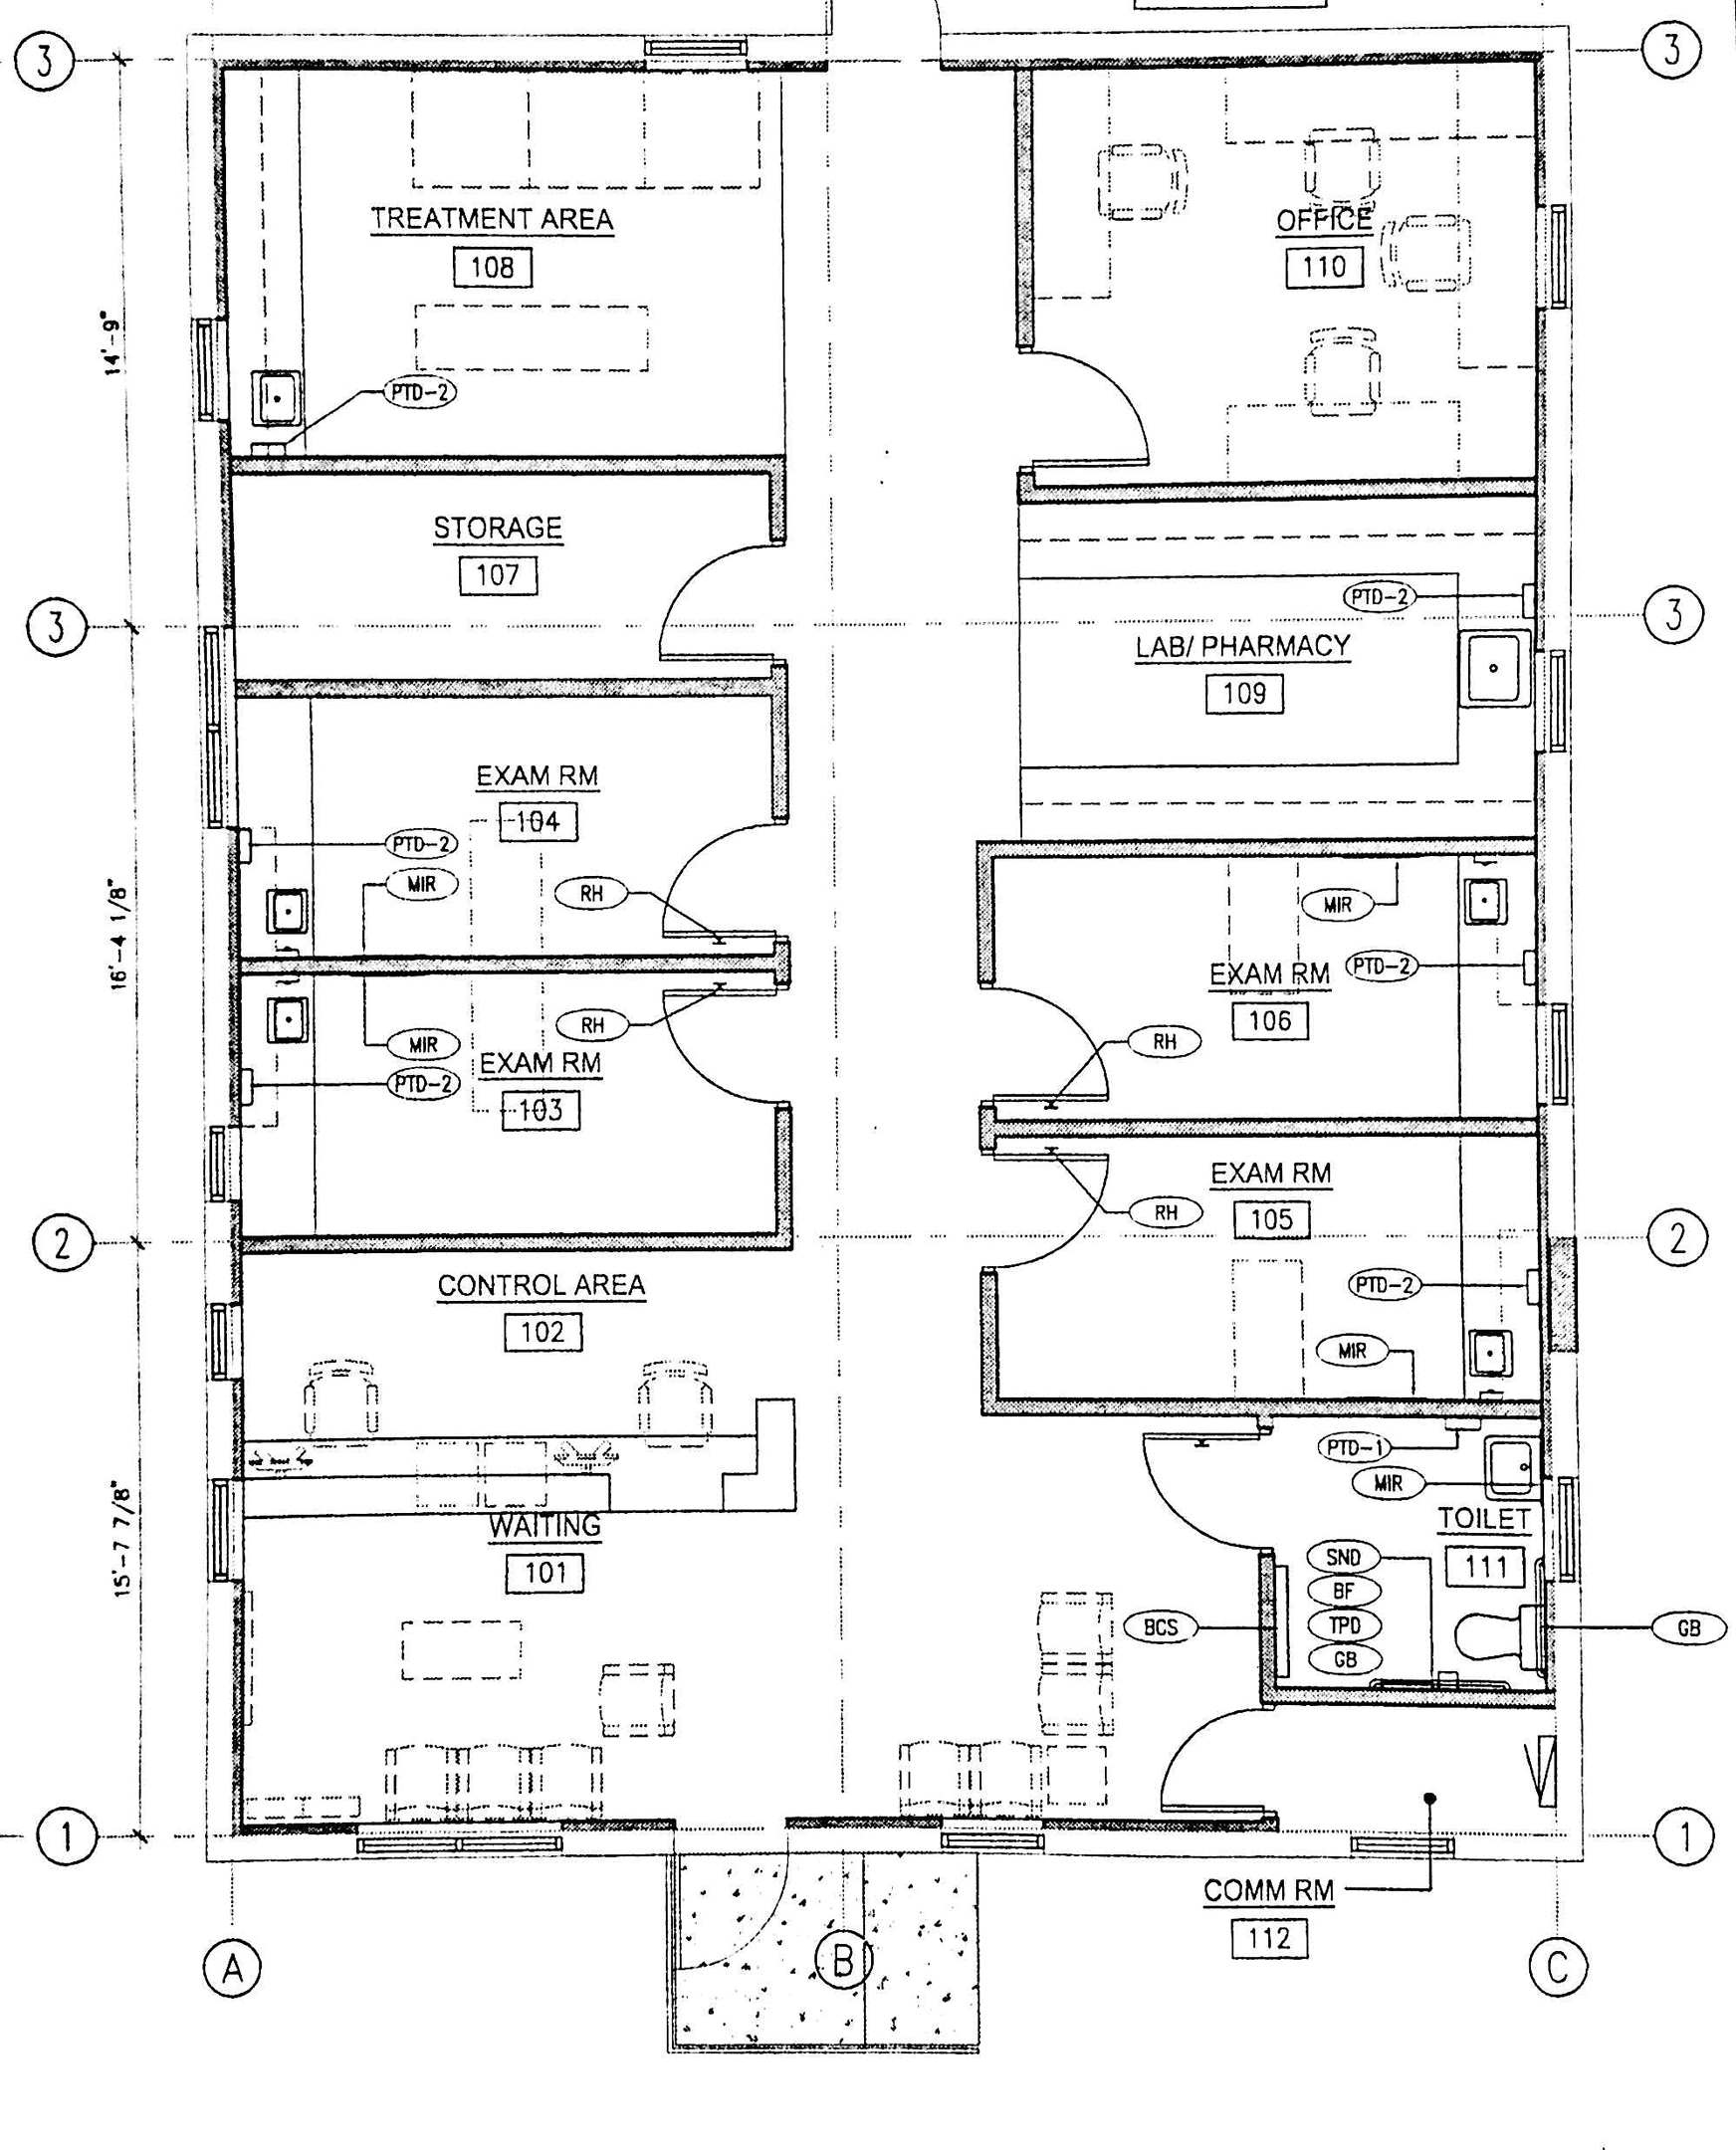 3
3
TREATMENT AREA
108
OFFICE
110
14'-9"
PTD-2
STORAGE
107
PTD-2
3
3
LAB/ PHARMACY
109
EXAM RM
104
PTD-2
MIR
RH
MIR
16'-4 1/8"
EXAM RM
106
PTD-2
RH
MIR
RH
EXAM RM
103
PTD-2
EXAM RM
105
RH
2
2
CONTROL AREA
102
PTD-2
MIR
PTD-1
MIR
15'-7 7/8"
WAITING
101
TOILET
111
SND
BF
TPD
GB
BCS
GB
1
1
COMM RM
112
A
B
C